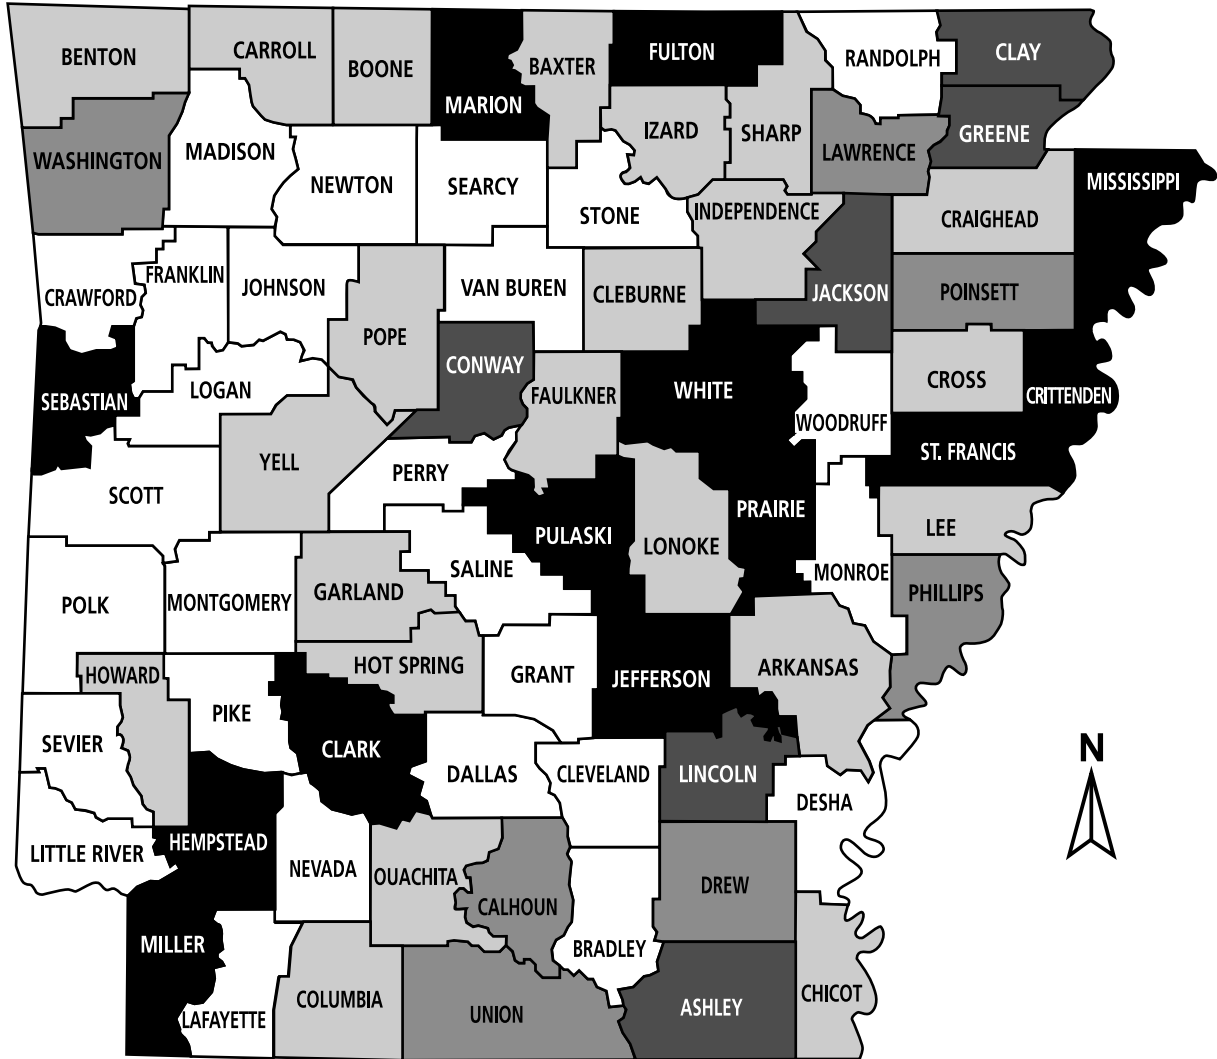 BENTON
CARROLL
BOONE
MARION
BAXTER
FULTON
RANDOLPH
CLAY
WASHINGTON
MADISON
NEWTON
SEARCY
STONE
IZARD
SHARP
LAWRENCE
GREENE
MISSISSIPPI
INDEPENDENCE
CRAIGHEAD
CRAWFORD
FRANKLIN
JOHNSON
POPE
VAN BUREN
CLEBURNE
JACKSON
POINSETT
SEBASTIAN
LOGAN
CONWAY
FAULKNER
WHITE
WOODRUFF
CROSS
CRITTENDEN
SCOTT
YELL
PERRY
PULASKI
LONOKE
PRAIRIE
ST. FRANCIS
LEE
POLK
MONTGOMERY
GARLAND
SALINE
MONROE
PHILLIPS
HOWARD
PIKE
HOT SPRING
GRANT
JEFFERSON
ARKANSAS
SEVIER
CLARK
DALLAS
CLEVELAND
LINCOLN
DESHA
N
LITTLE RIVER
HEMPSTEAD
NEVADA
OUACHITA
CALHOUN
BRADLEY
DREW
MILLER
LAFAYETTE
COLUMBIA
UNION
ASHLEY
CHICOT